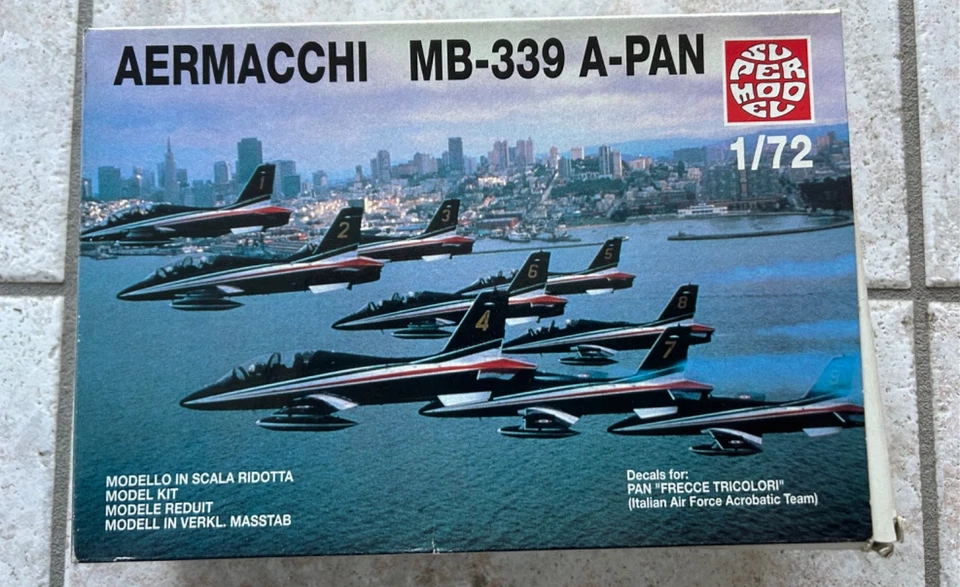 AERMACCHI MB-339 A-PAN
SU
PER
MOD
EL
1/72
1
2
3
5
6
4
8
7
9
MODELLO IN SCALA RIDOTTA
MODEL KIT
MODELE REDUIT
MODELL IN VERKL. MASSTAB
Decals for:
PAN "FRECCE TRICOLORI"
(Italian Air Force Acrobatic Team)